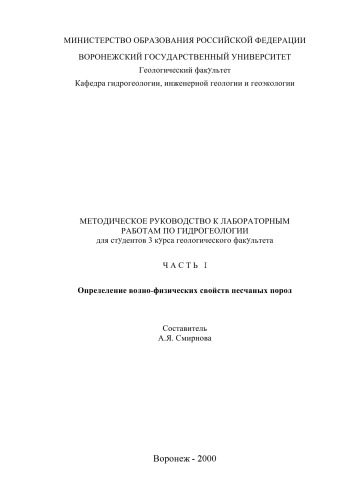 МИНИСТЕРСТВО ОБРАЗОВАНИЯ РОССИЙСКОЙ ФЕДЕРАЦИИ
ВОРОНЕЖСКИЙ ГОСУДАРСТВЕННЫЙ УНИВЕРСИТЕТ
Геологический факультет
Кафедра гидрогеологии, инженерной геологии и геоэкологии
МЕТОДИЧЕСКОЕ РУКОВОДСТВО К ЛАБОРАТОРНЫМ
РАБОТАМ ПО ГИДРОГЕОЛОГИИ
для студентов 3 курса геологического факультета
Ч А С Т Ь I
Определение водно-физических свойств песчаных пород
Составитель
А.Я. Смирнова
Воронеж - 2000